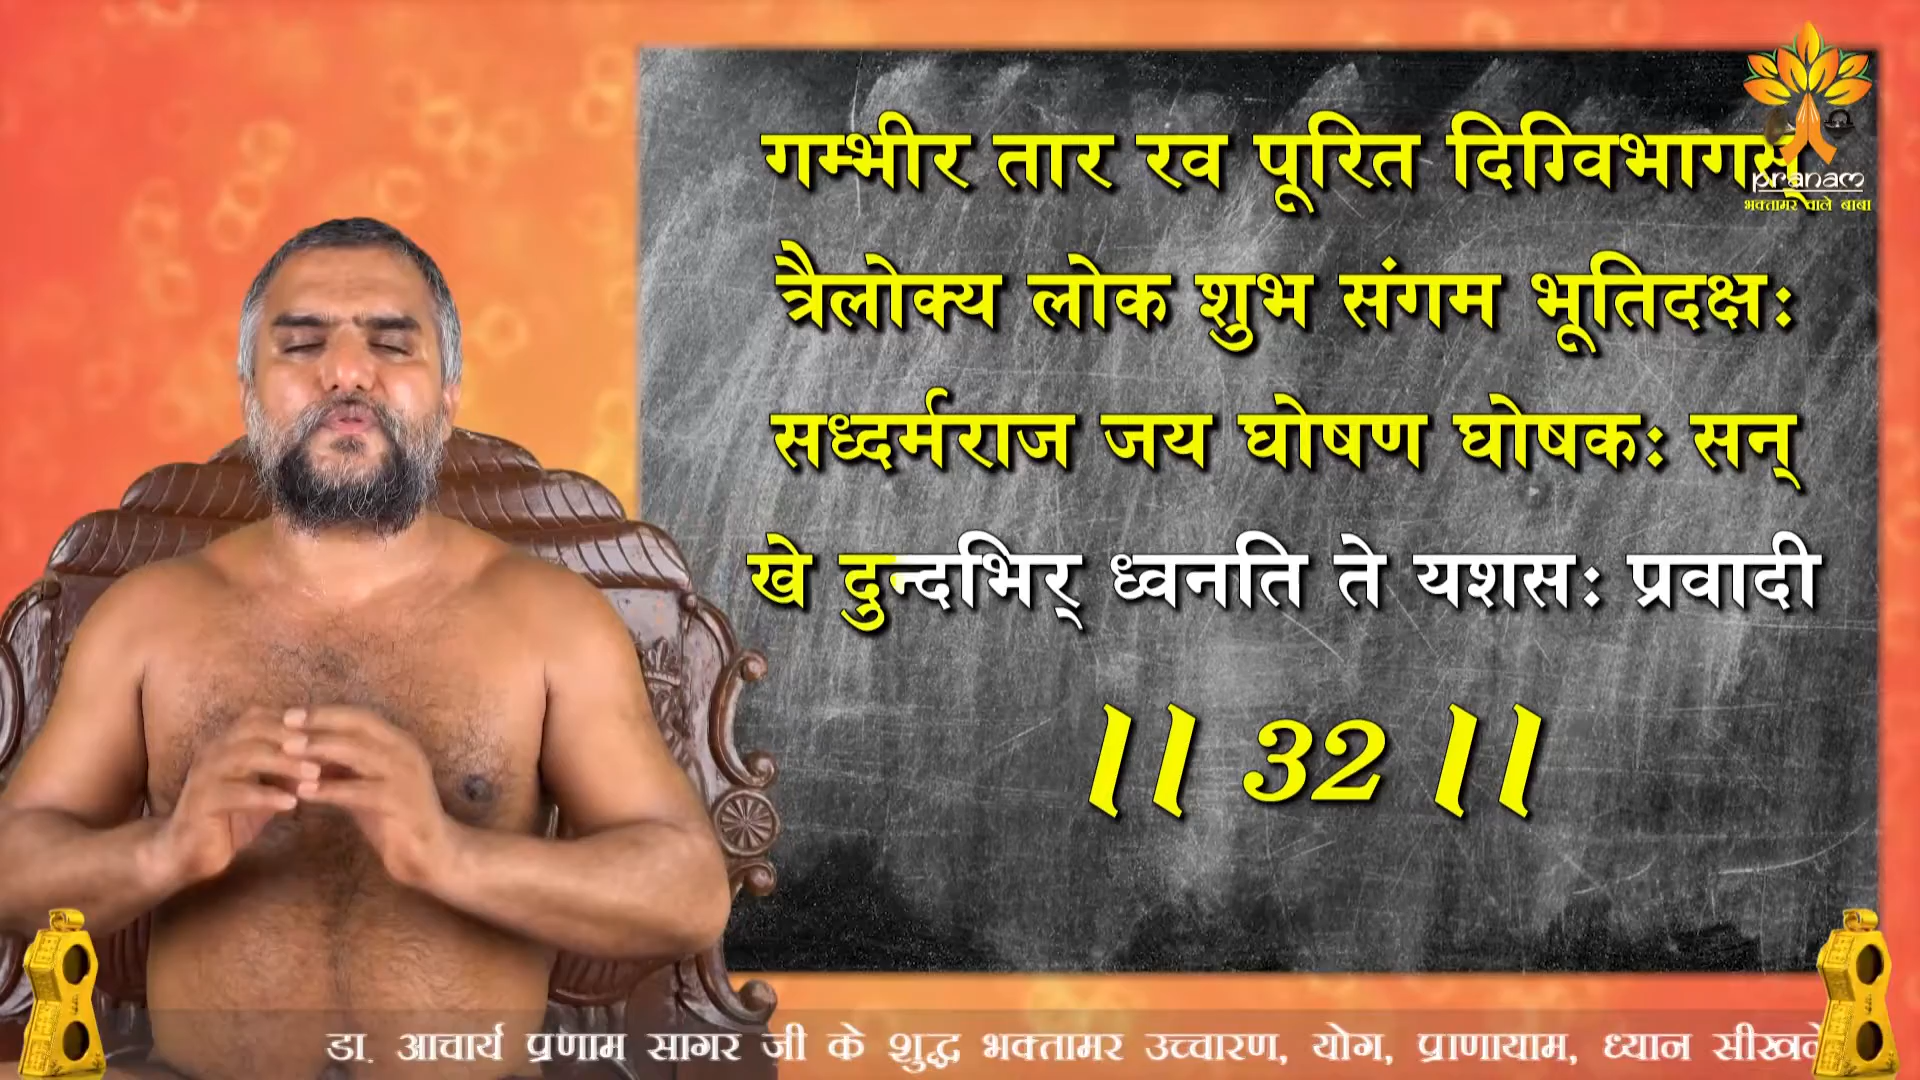 गम्भीर तार रव पूरित दिग्विभागस्
त्रैलोक्य लोक शुभ संगम भूतिदक्षः
सध्दर्मराज जय घोषण घोषकः सन्
खे दुन्दभिर् ध्वनति ते यशसः प्रवादी
।। 32 ।।
pranam
भक्तामर वाले बाबा
डा. आचार्य प्रणाम सागर जी के शुद्ध भक्तामर उच्चारण, योग, प्राणायाम, ध्यान